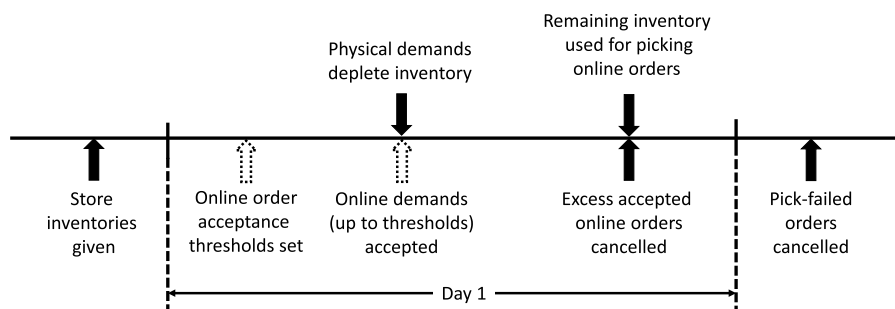 Physical demands
deplete inventory
Remaining inventory
used for picking
online orders
Store
inventories
given
Online order
acceptance
thresholds set
Online demands
(up to thresholds)
accepted
Excess accepted
online orders
cancelled
Pick-failed
orders
cancelled
Day 1